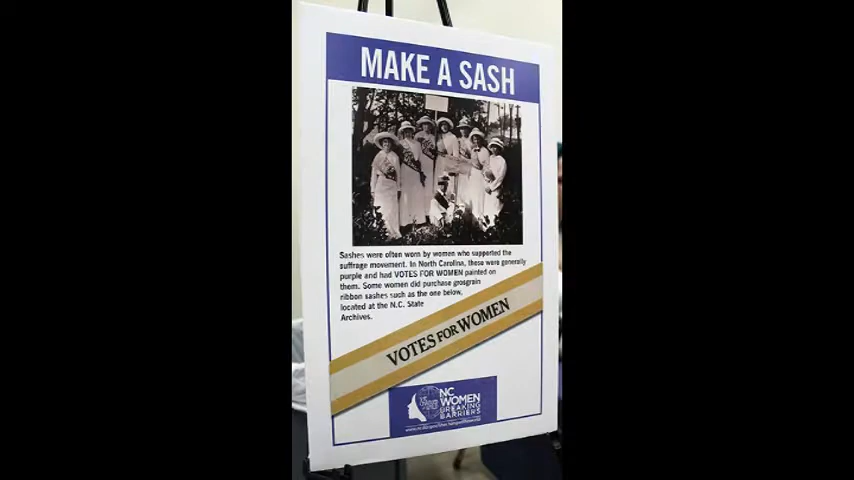 MAKE A SASH
Sashes were often worn by women who supported the
suffrage movement. In North Carolina, these were generally
purple and had VOTES FOR WOMEN painted on
them. Some women did purchase grosgrain
ribbon sashes such as the one below,
located at the N.C. State
Archives.
VOTES FOR WOMEN
NC
WOMEN
BREAKING
BARRIERS